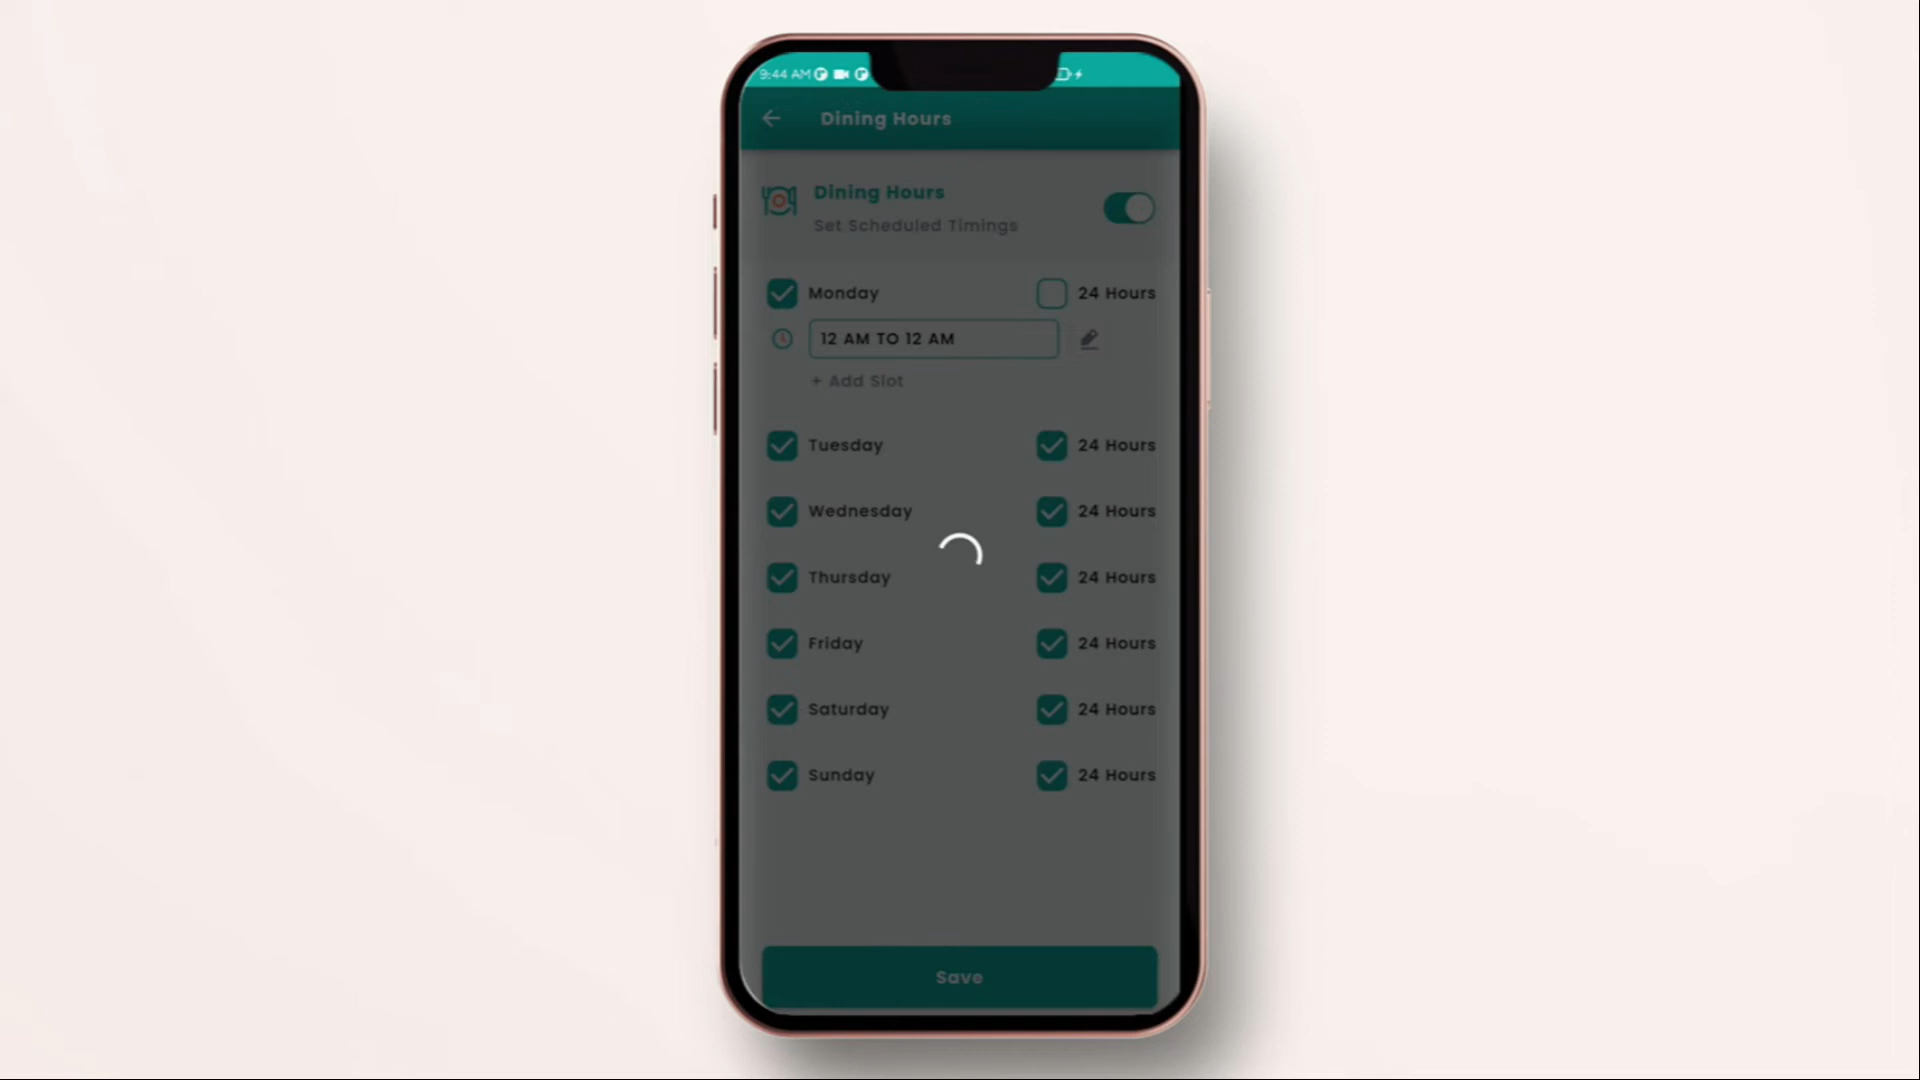 9:44 AM
Dining Hours
Dining Hours
Set Scheduled Timings
Monday 24 Hours
12 AM TO 12 AM
+ Add Slot
Tuesday 24 Hours
Wednesday 24 Hours
Thursday 24 Hours
Friday 24 Hours
Saturday 24 Hours
Sunday 24 Hours
Save